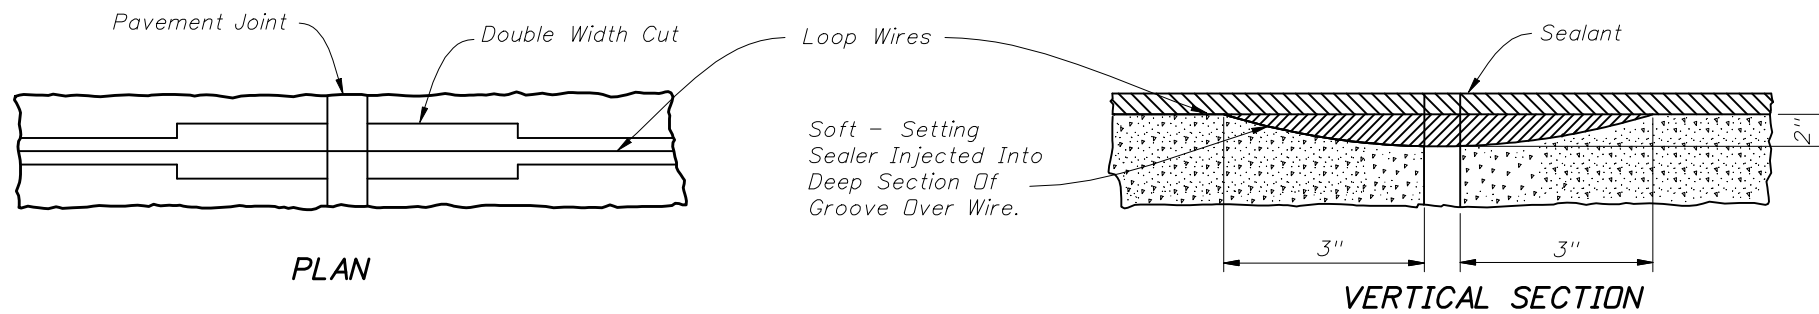 Pavement Joint
Double Width Cut
Loop Wires
Sealant
Soft - Setting
Sealer Injected Into
Deep Section Of
Groove Over Wire.
2"
3"
3"
PLAN
VERTICAL SECTION